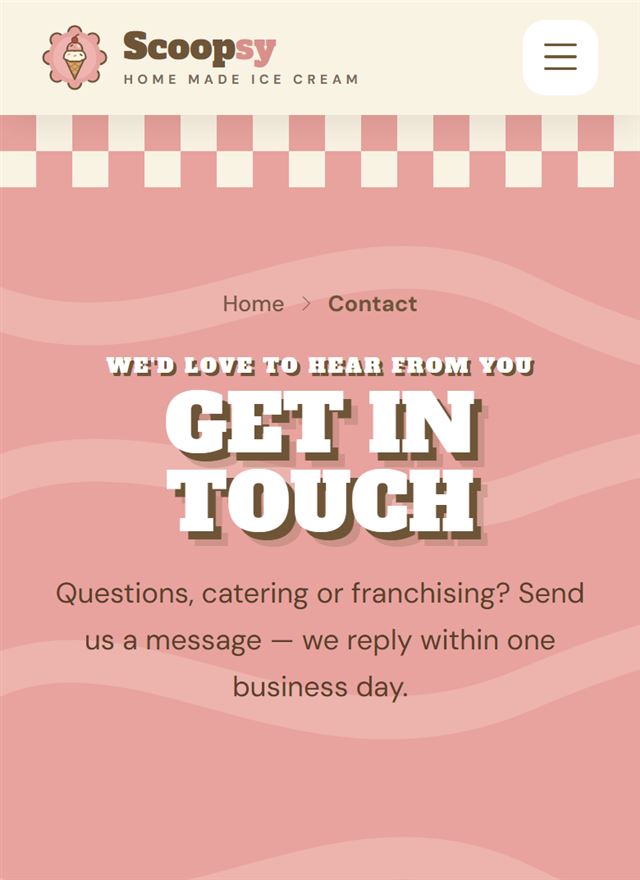 Scoopsy
HOME MADE ICE CREAM
Home > Contact
WE'D LOVE TO HEAR FROM YOU
GET IN
TOUCH
Questions, catering or franchising? Send
us a message — we reply within one
business day.